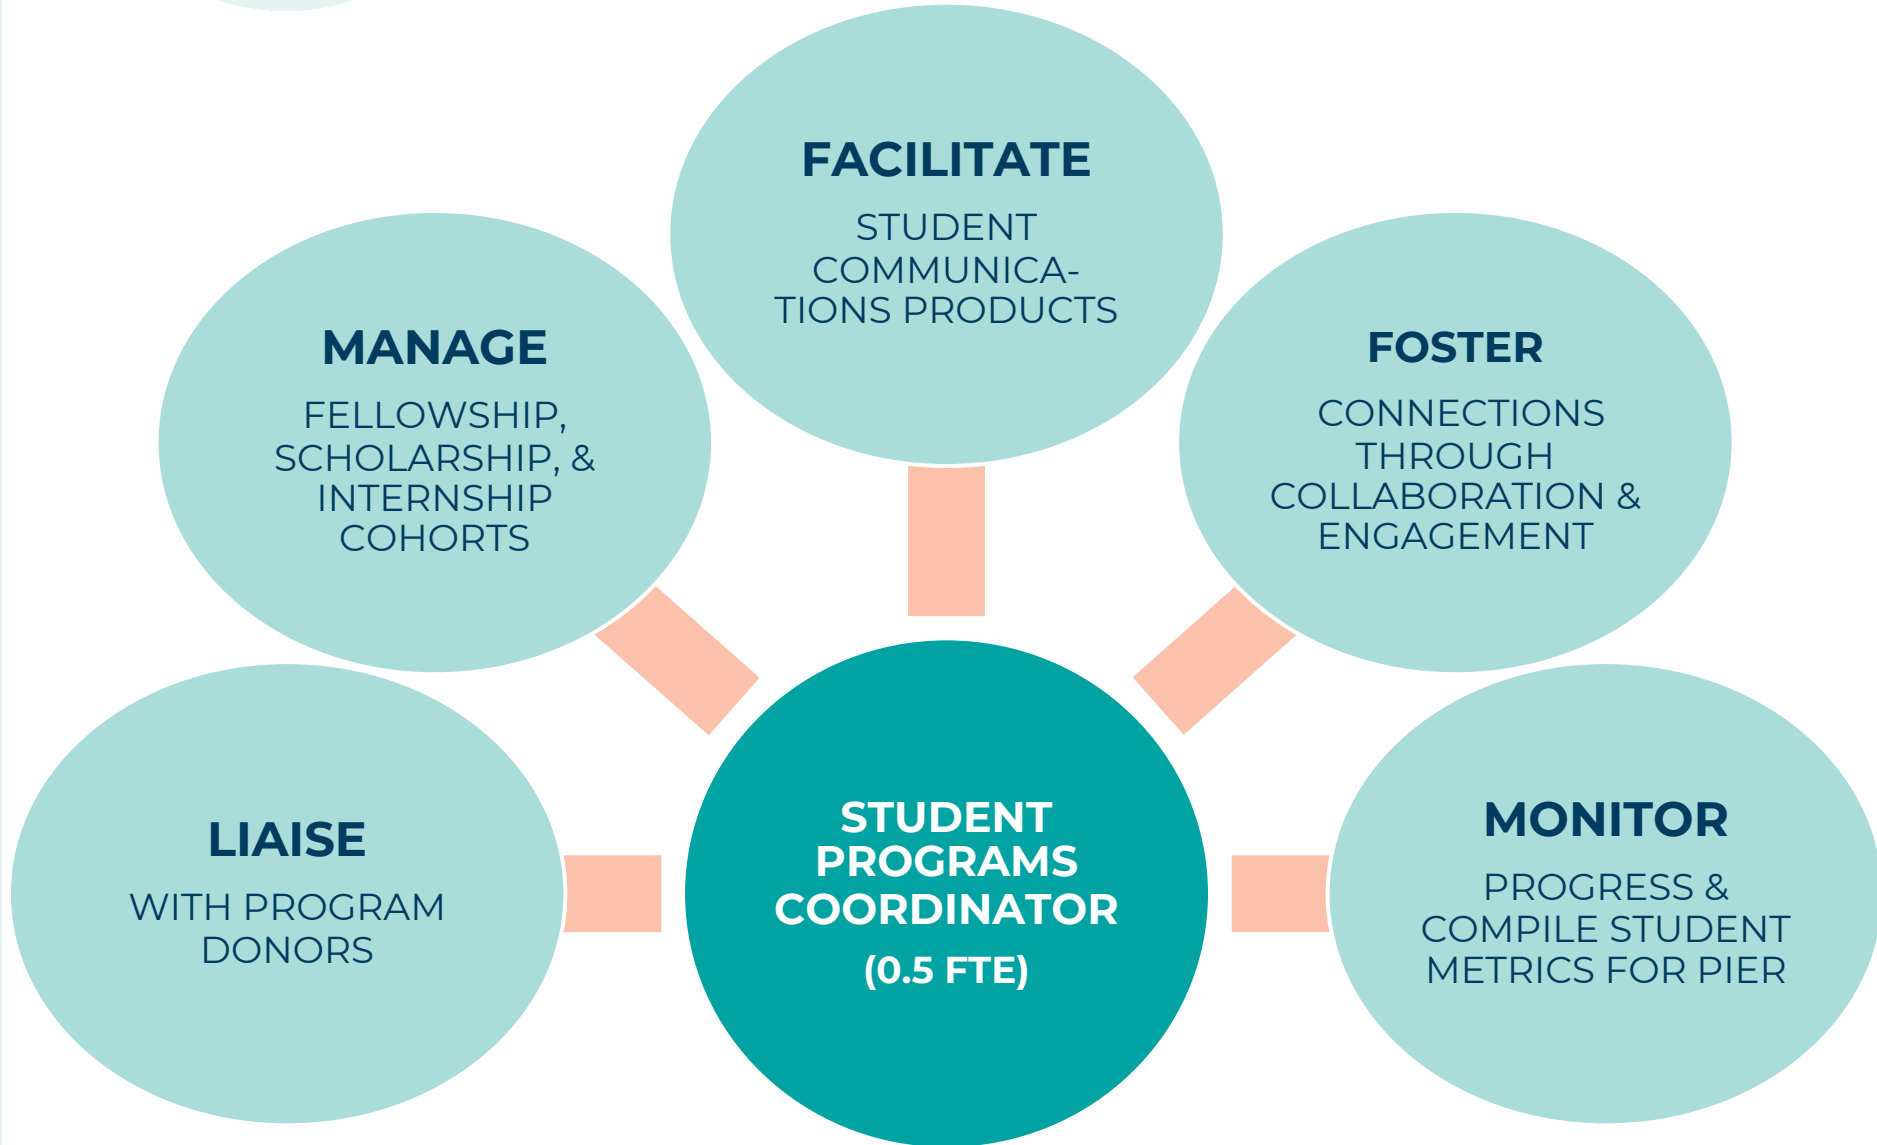 FACILITATE
STUDENT
COMMUNICA-
TIONS PRODUCTS
MANAGE
FELLOWSHIP,
SCHOLARSHIP, &
INTERNSHIP
COHORTS
FOSTER
CONNECTIONS
THROUGH
COLLABORATION &
ENGAGEMENT
LIAISE
WITH PROGRAM
DONORS
STUDENT
PROGRAMS
COORDINATOR
(0.5 FTE)
MONITOR
PROGRESS &
COMPILE STUDENT
METRICS FOR PIER